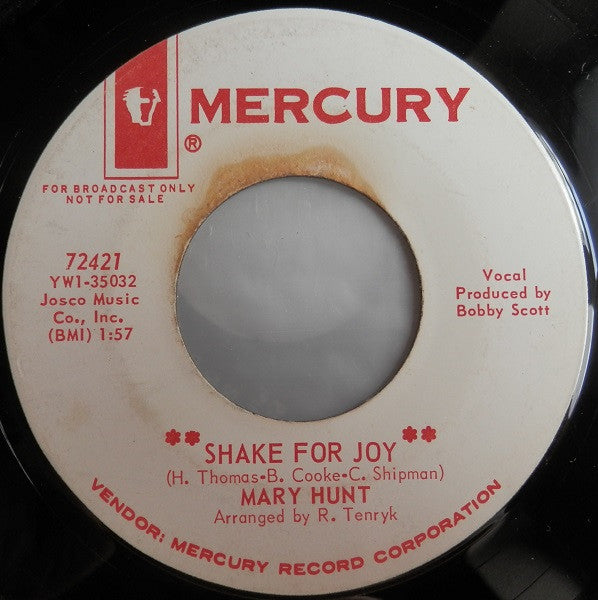 MERCURY
®
FOR BROADCAST ONLY
NOT FOR SALE
72421
YW1-35032
Josco Music
Co., Inc.
(BMI) 1:57
Vocal
Produced by
Bobby Scott
**SHAKE FOR JOY**
(H. Thomas-B. Cooke-C. Shipman)
MARY HUNT
Arranged by R. Tenryk
VENDOR: MERCURY RECORD CORPORATION